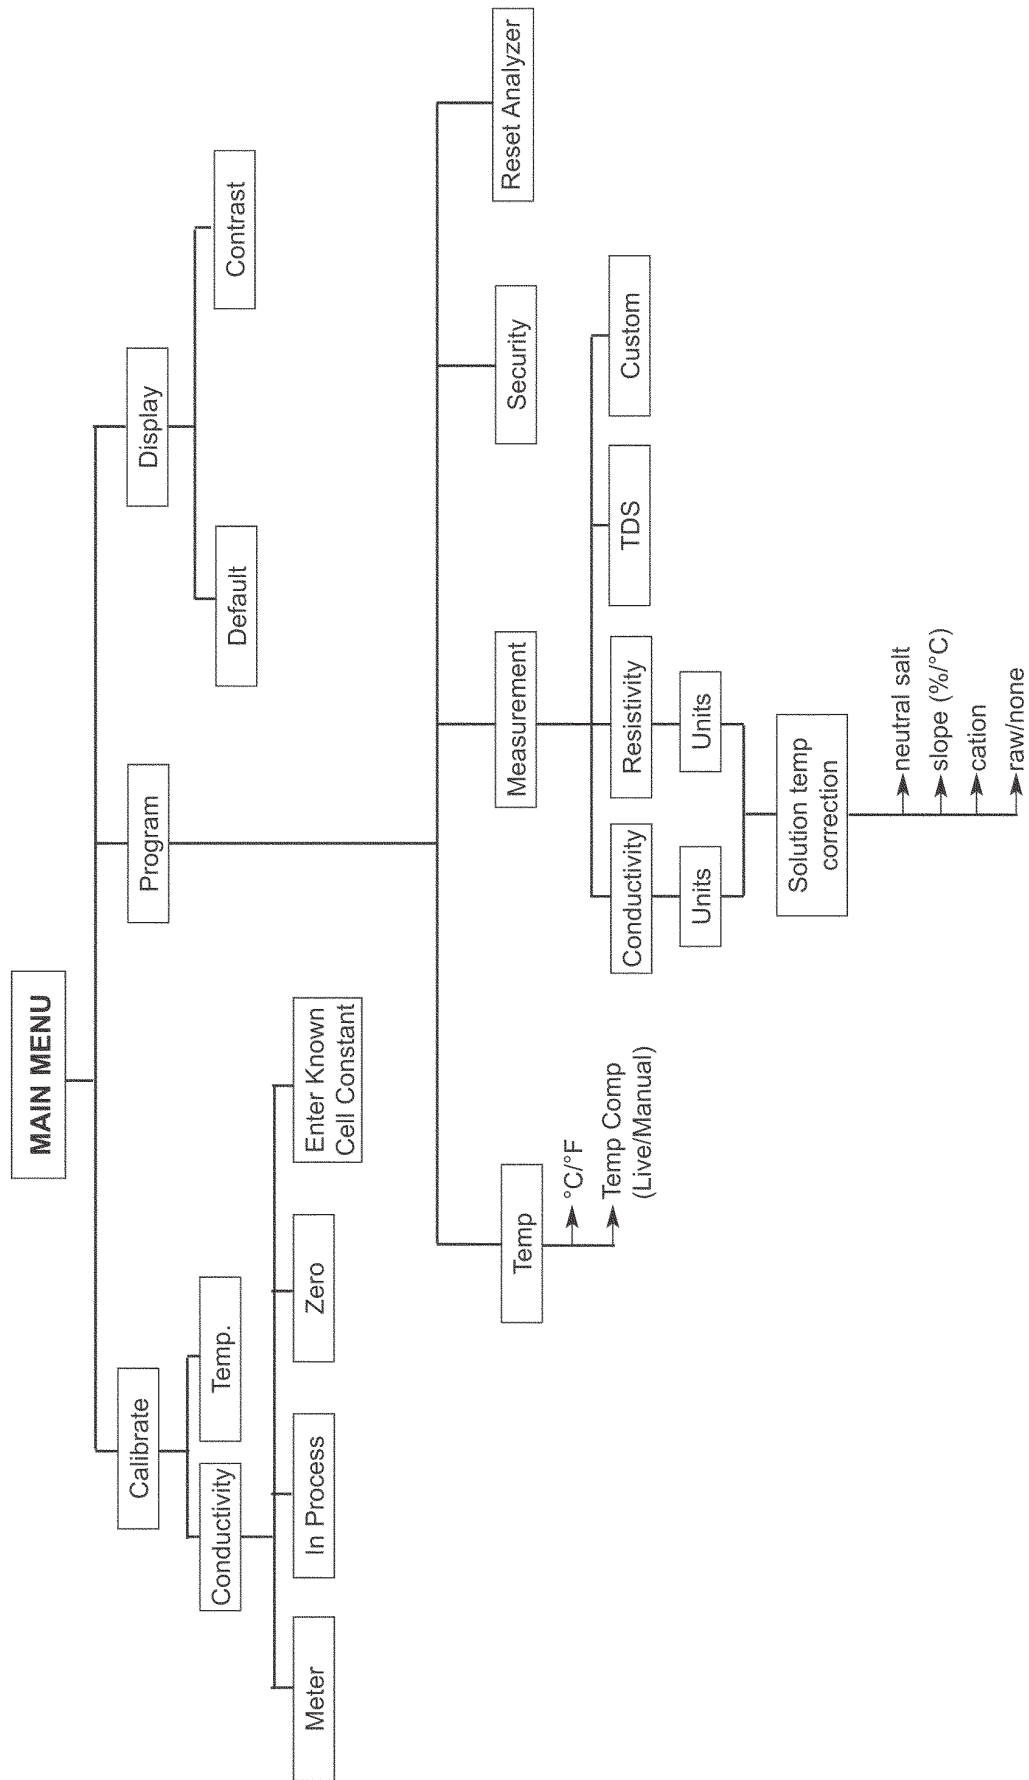 MAIN MENU
Calibrate
Program
Display
Conductivity
Temp.
Default
Contrast
Meter
In Process
Zero
Enter Known
Cell Constant
Temp
Measurement
Security
Reset Analyzer
°C/°F
Temp Comp
(Live/Manual)
Conductivity
Resistivity
TDS
Custom
Units
Units
Solution temp
correction
neutral salt
slope (%/°C)
cation
raw/none